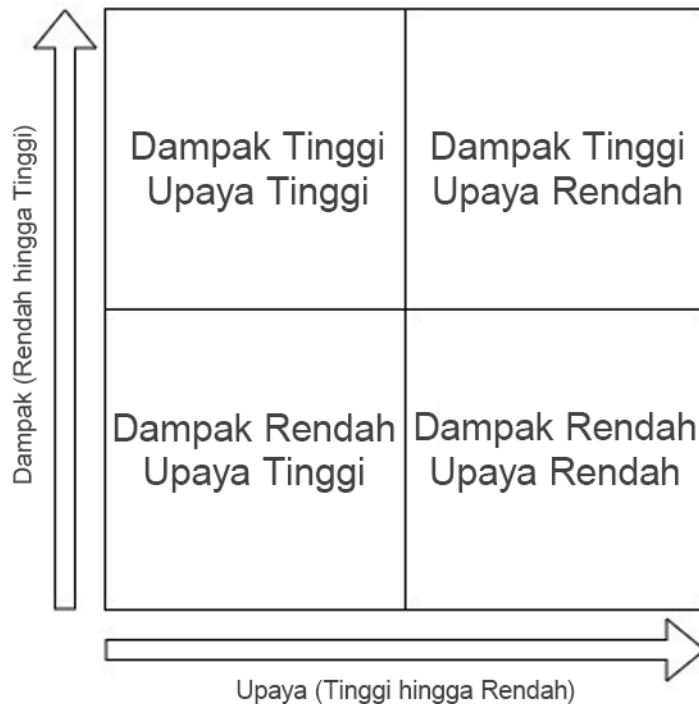 Dampak (Rendah hingga Tinggi)
Dampak Tinggi
Upaya Tinggi
Dampak Tinggi
Upaya Rendah
Dampak Rendah
Upaya Tinggi
Dampak Rendah
Upaya Rendah
Upaya (Tinggi hingga Rendah)